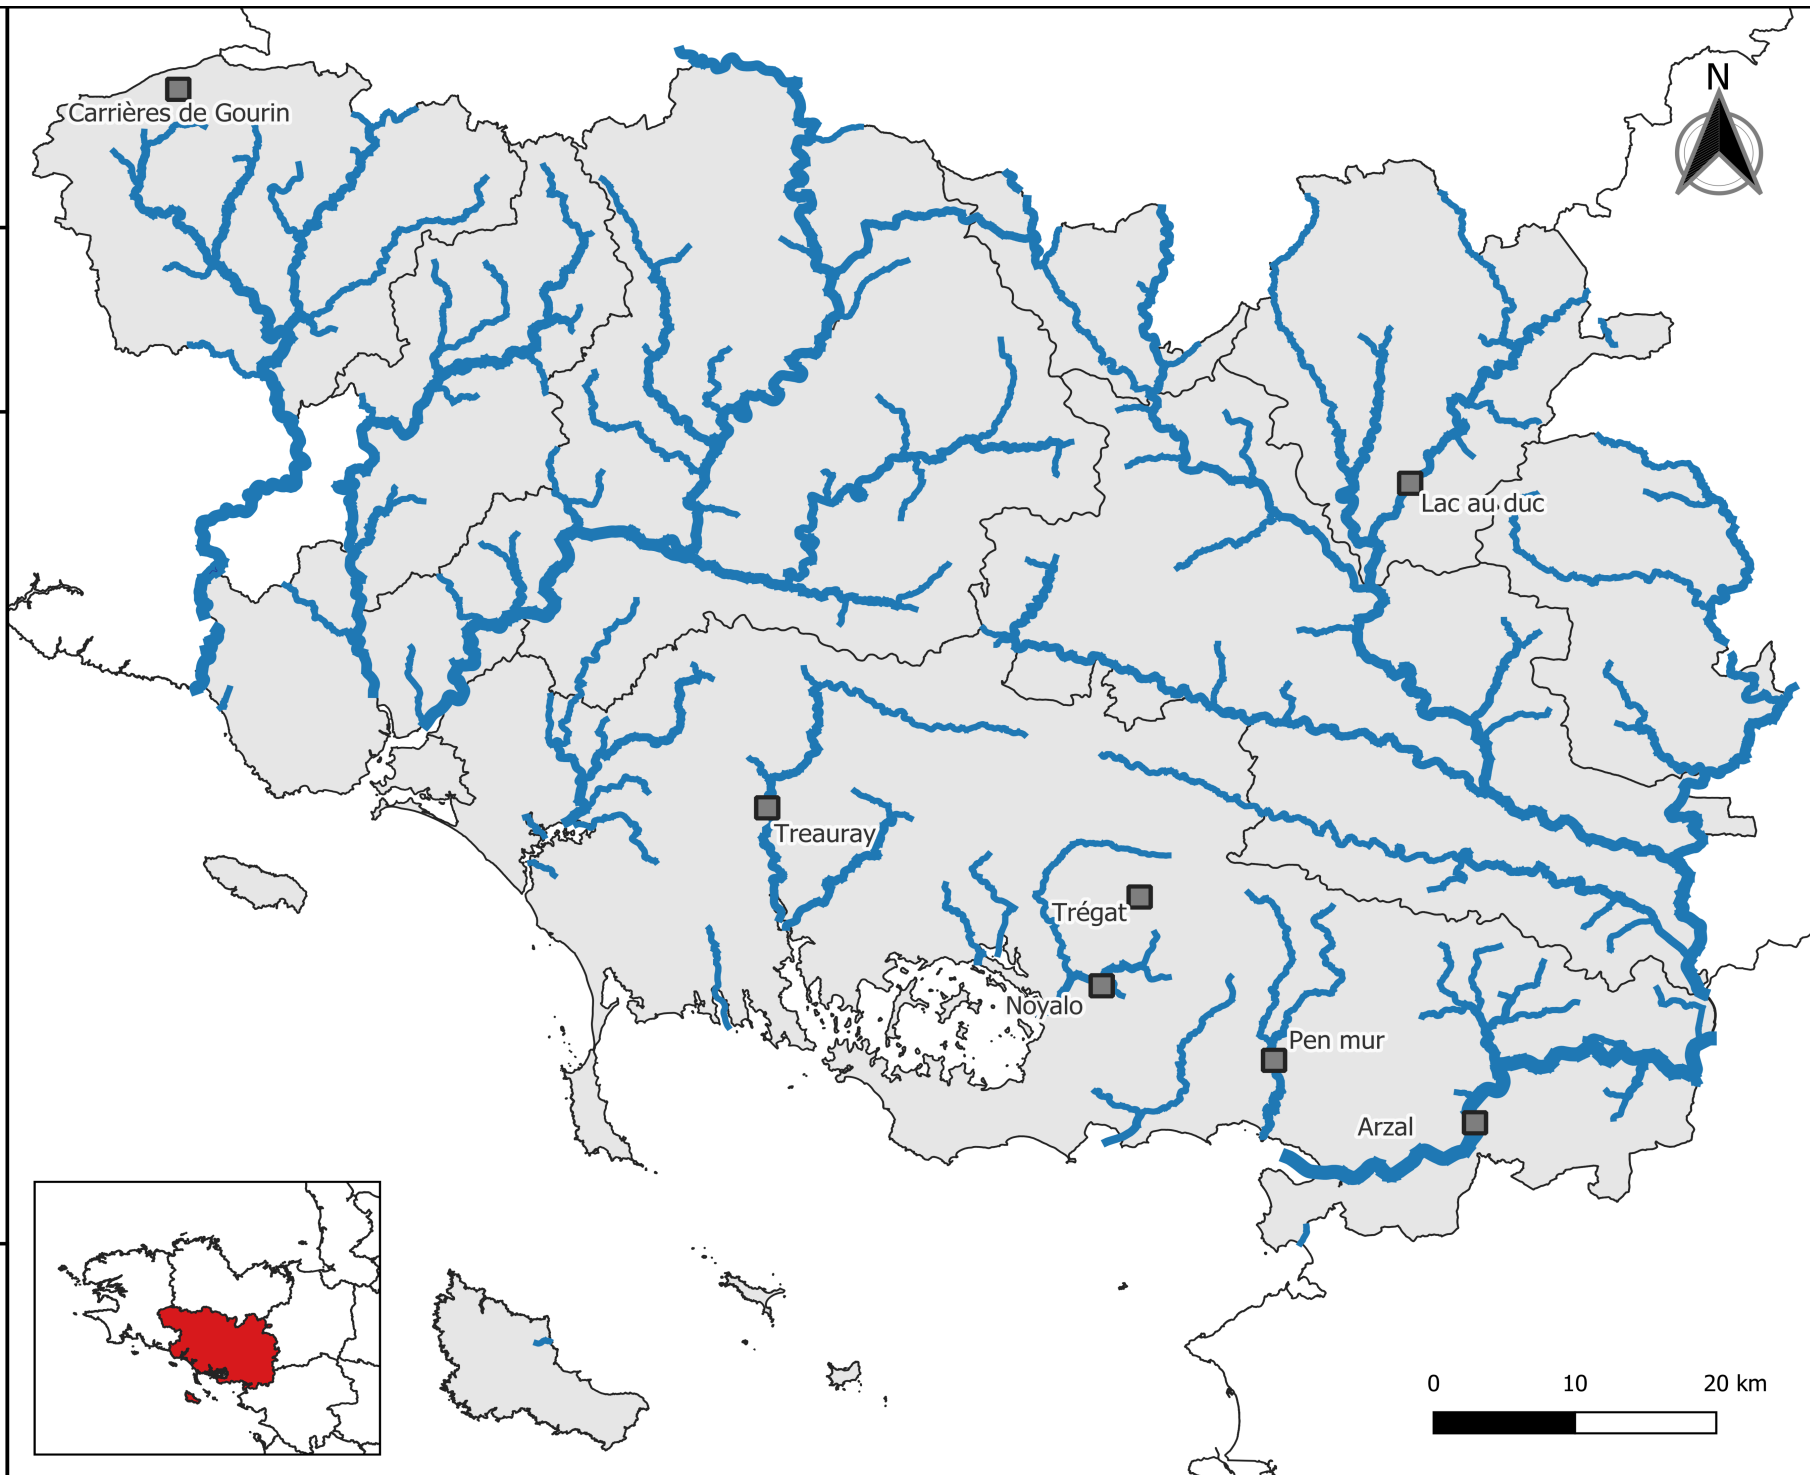 N
Carrières de Gourin
Lac au duc
Treauray
Trégat
Noyalo
Pen mur
Arzal
0 10 20 km